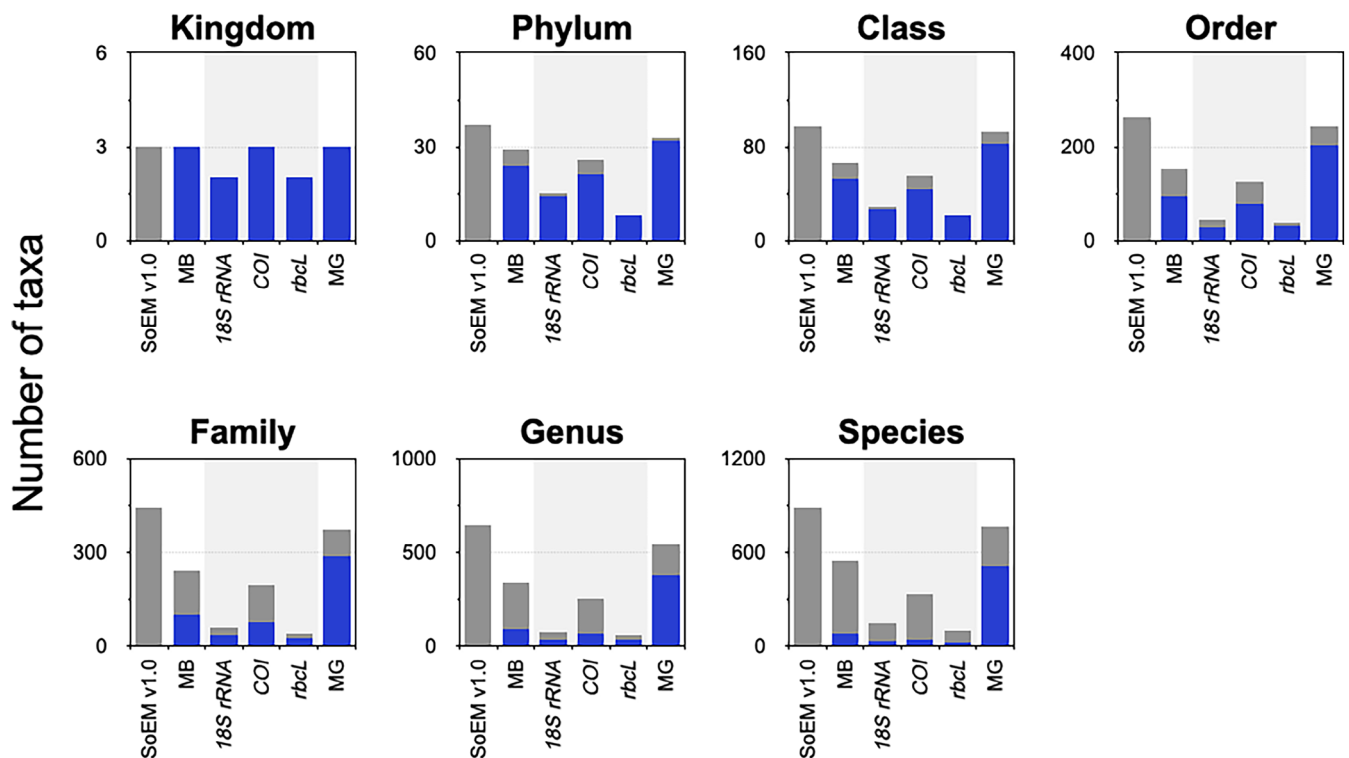 Kingdom
Phylum
Class
Order
6
3
0
60
30
0
160
80
0
400
200
0
SoEM v1.0
MB
18S rRNA
COI
rbcL
MG
SoEM v1.0
MB
18S rRNA
COI
rbcL
MG
SoEM v1.0
MB
18S rRNA
COI
rbcL
MG
SoEM v1.0
MB
18S rRNA
COI
rbcL
MG
Number of taxa
Family
Genus
Species
600
300
0
1000
500
0
1200
600
0
SoEM v1.0
MB
18S rRNA
COI
rbcL
MG
SoEM v1.0
MB
18S rRNA
COI
rbcL
MG
SoEM v1.0
MB
18S rRNA
COI
rbcL
MG